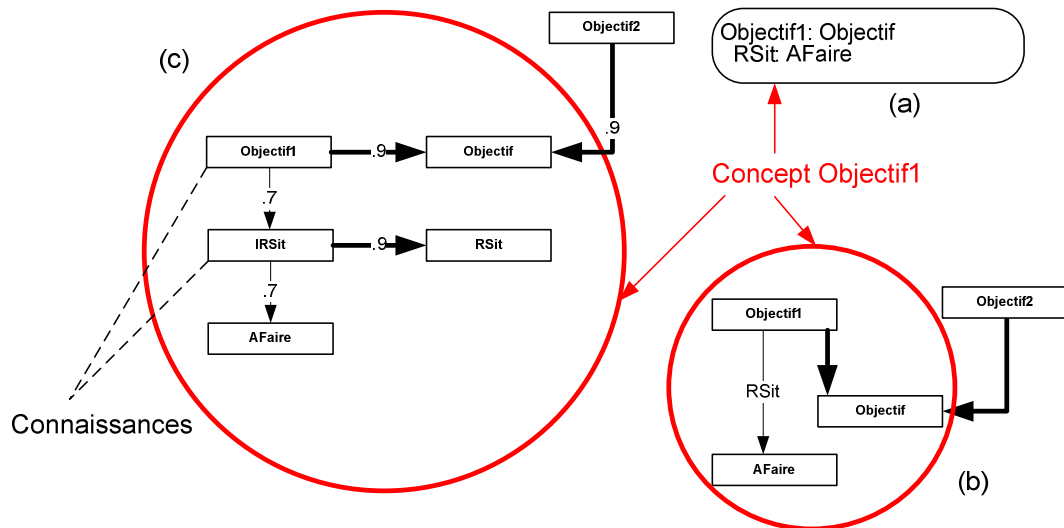 (c)
Objectif2
Objectif1: Objectif
RSit: AFaire
(a)
.9
Objectif1
.9
Objectif
Concept Objectif1
.7
IRSit
.9
RSit
.7
AFaire
Connaissances
Objectif1
Objectif2
RSit
Objectif
AFaire
(b)